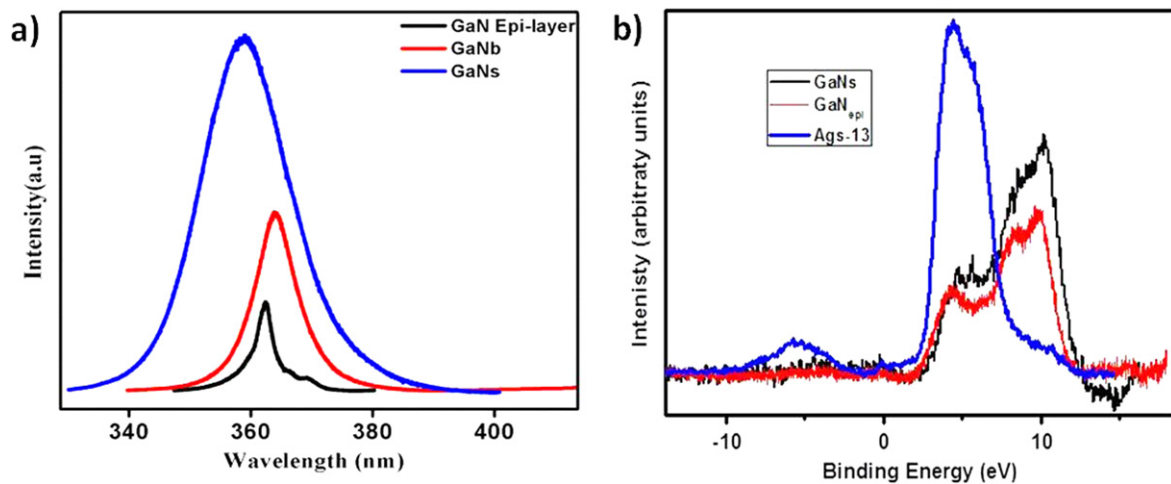 a)
GaN Epi-layer
GaNb
GaNs
Intensity(a.u)
340
360
380
400
Wavelength (nm)
b)
GaNs
GaNepi
Ags-13
Intenisty (arbitraty units)
-10
0
10
Binding Energy (eV)